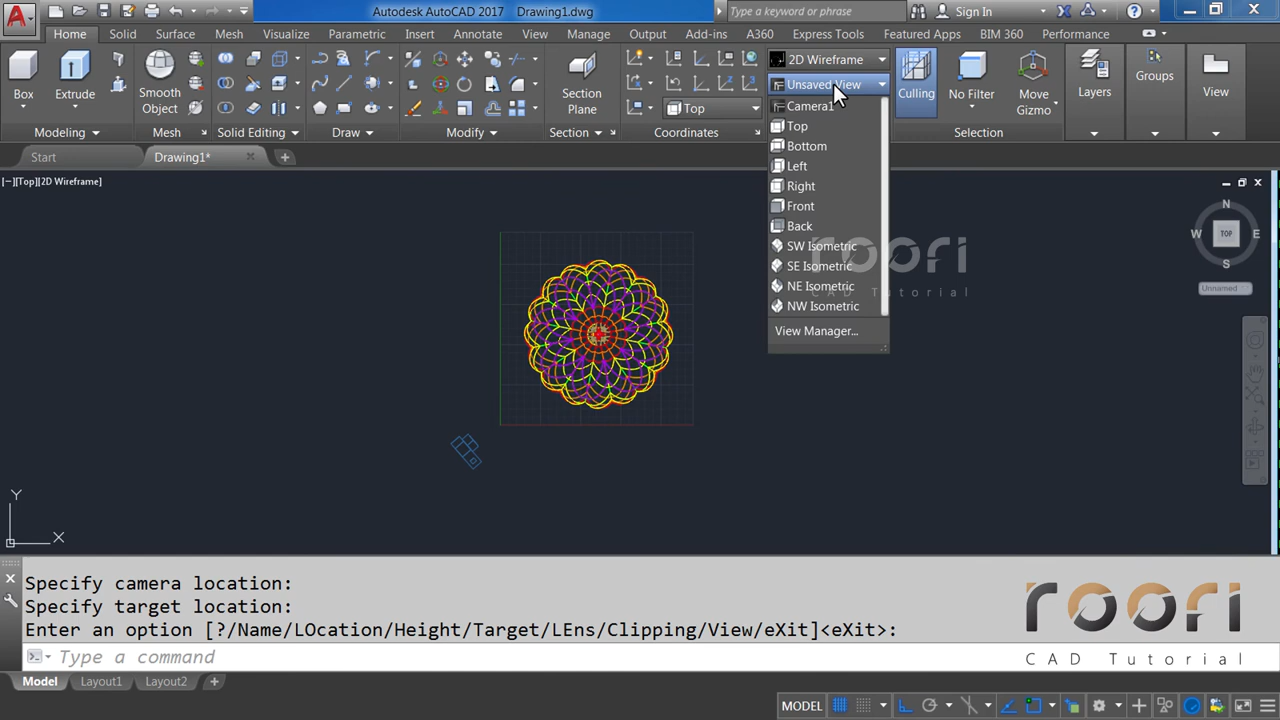 Autodesk AutoCAD 2017 Drawing1.dwg
Type a keyword or phrase
Sign In
Home Solid Surface Mesh Visualize Parametric Insert Annotate View Manage Output Add-ins A360 Express Tools Featured Apps BIM 360 Performance
Box
Extrude
Smooth
Object
Section
Plane
Top
2D Wireframe
Unsaved View
Culling
No Filter
Move
Gizmo
Layers
Groups
View
Modeling
Mesh
Solid Editing
Draw
Modify
Section
Coordinates
Selection
Camera1
Top
Bottom
Left
Right
Front
Back
SW Isometric
SE Isometric
NE Isometric
NW Isometric
View Manager...
Start
Drawing1*
[−][Top][2D Wireframe]
roofi
CAD Tutorial
N
W
TOP
E
S
Unnamed
Y
X
Specify camera location:
Specify target location:
Enter an option [?/Name/LOcation/Height/Target/LEns/Clipping/View/eXit]<eXit>:
Type a command
roofi
CAD Tutorial
Model Layout1 Layout2
MODEL